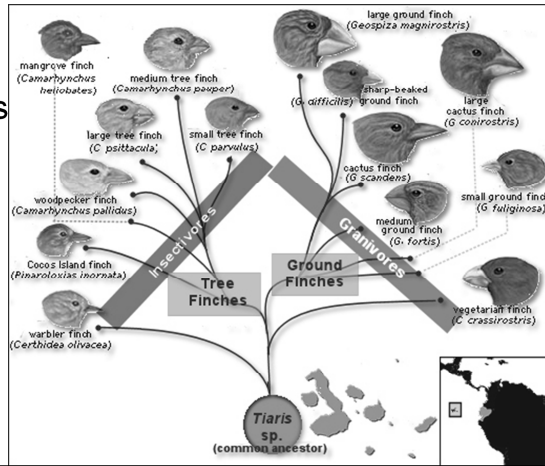 s
large ground finch
(Geospiza magnirostris)
mangrove finch
(Camarhynchus
heliobates)
medium tree finch
(Camarhynchus pauper)
(G. difficilis)
sharp-beaked
ground finch
large
cactus finch
(G conirostris)
large tree finch
(C psittacula)
small tree finch
(C parvulus)
cactus finch
(G scandens)
woodpecker finch
(Camarhynchus pallidus)
small ground finch
(G fuliginosa)
medium
ground finch
(G. fortis)
Insectivores
Granivores
Cocos Island finch
(Pinaroloxias inornata)
Tree
Finches
Ground
Finches
vegetarian finch
(C crassirostris)
warbler finch
(Certhidea olivacea)
Tiaris
sp.
(common ancestor)